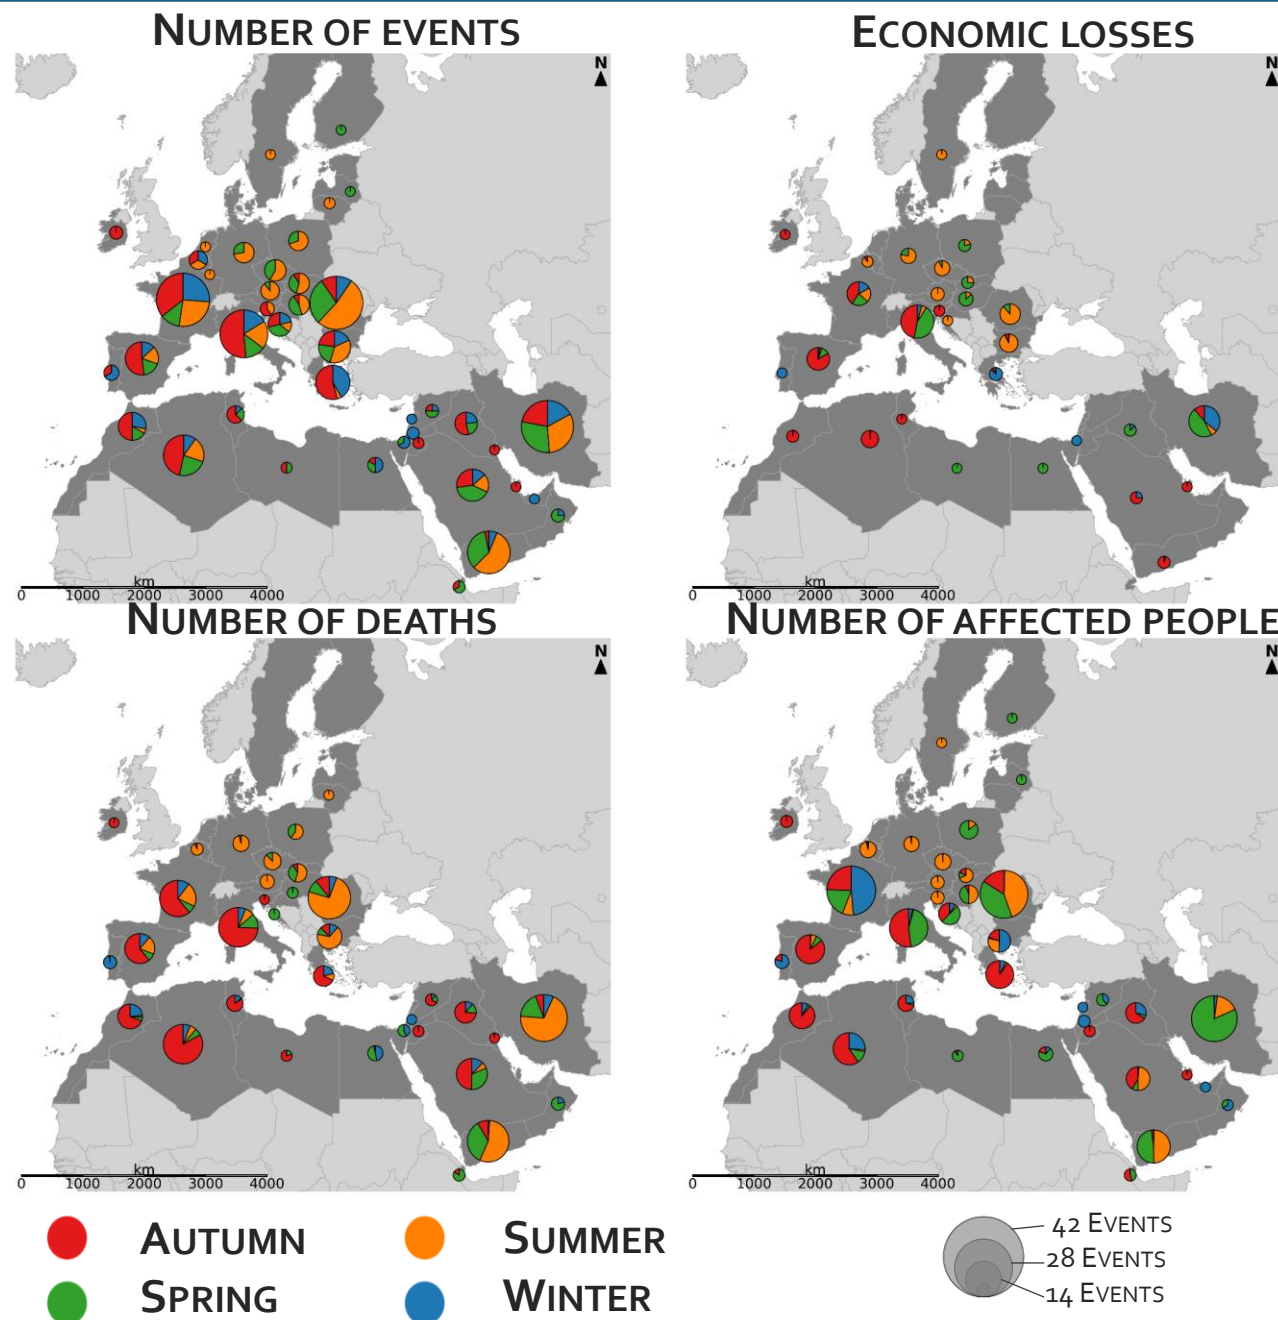 NUMBER OF EVENTS
ECONOMIC LOSSES
N
N
km
0 1000 2000 3000 4000
km
0 1000 2000 3000 4000
NUMBER OF DEATHS
NUMBER OF AFFECTED PEOPLE
N
N
km
0 1000 2000 3000 4000
km
0 1000 2000 3000 4000
AUTUMN
SUMMER
SPRING
WINTER
42 EVENTS
28 EVENTS
14 EVENTS